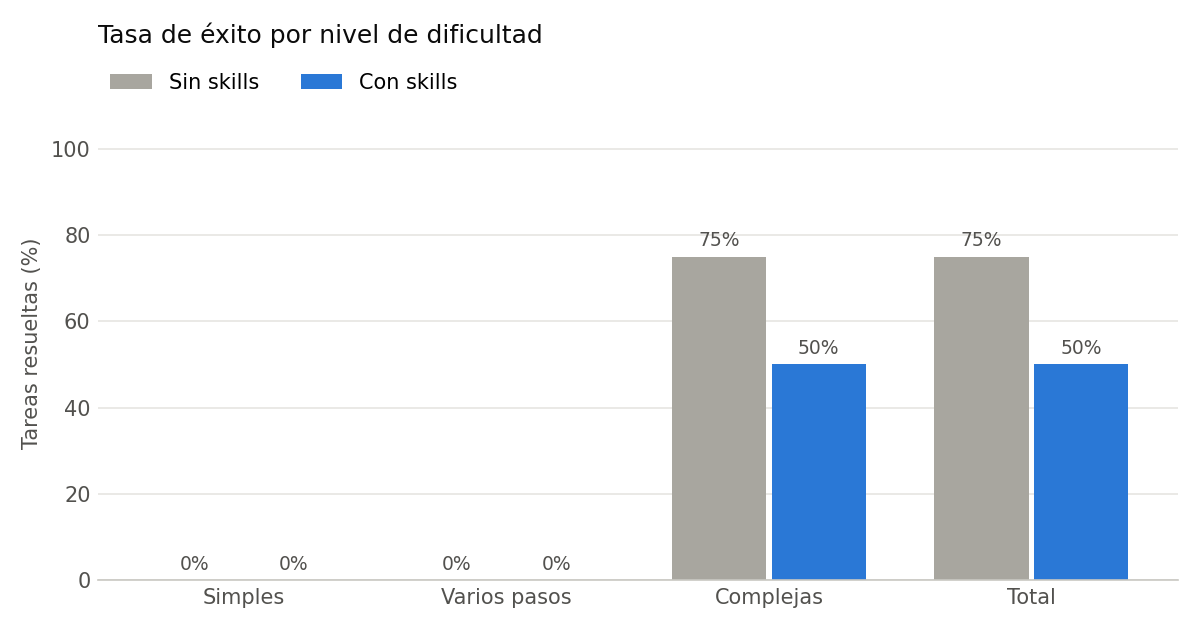 Tasa de éxito por nivel de dificultad
Sin skills Con skills
100
80
60
40
20
0
Tareas resueltas (%)
0% 0% 0% 0% 75% 50% 75% 50%
Simples Varios pasos Complejas Total